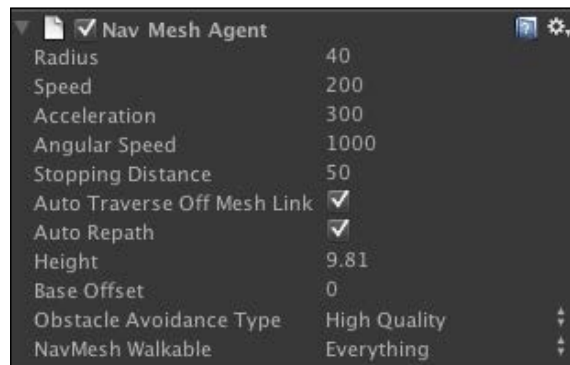 Nav Mesh Agent
Radius 40
Speed 200
Acceleration 300
Angular Speed 1000
Stopping Distance 50
Auto Traverse Off Mesh Link
Auto Repath
Height 9.81
Base Offset 0
Obstacle Avoidance Type High Quality
NavMesh Walkable Everything